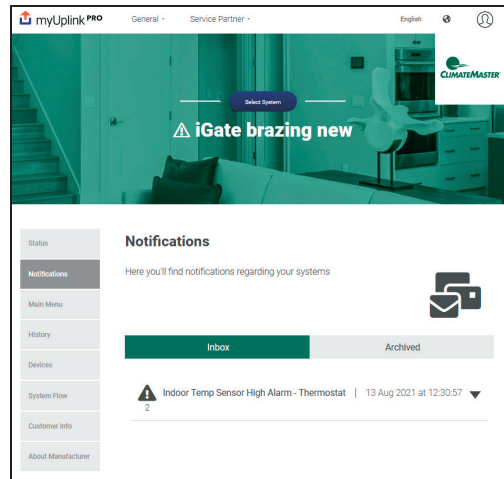 myUplink PRO
General
Service Partner
English
CLIMATEMASTER
Select System
iGate brazing new
Status
Notifications
Main Menu
History
Devices
System Flow
Customer Info
About Manufacturer
Notifications
Here you'll find notifications regarding your systems
Inbox
Archived
Indoor Temp Sensor High Alarm - Thermostat | 13 Aug 2021 at 12:30:57
2